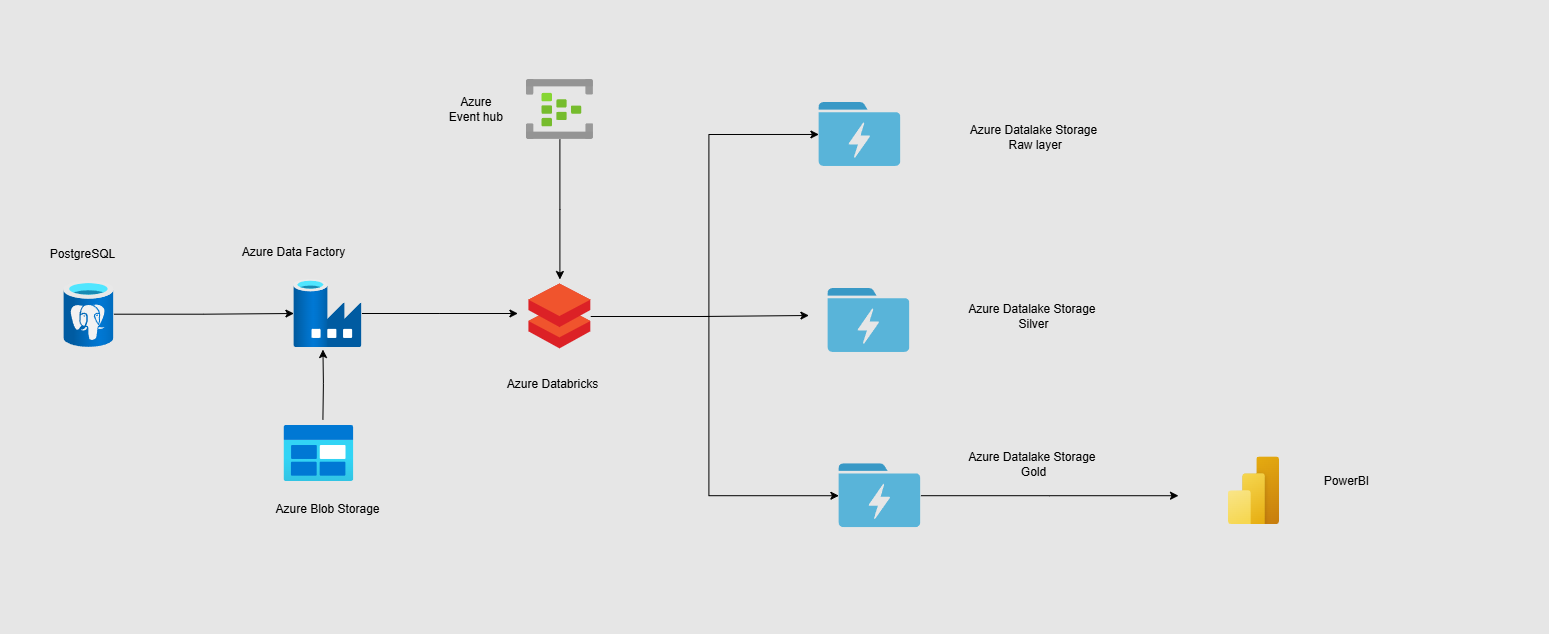 Azure
Event hub
Azure Datalake Storage
Raw layer
PostgreSQL
Azure Data Factory
Azure Datalake Storage
Silver
Azure Databricks
Azure Datalake Storage
Gold
PowerBI
Azure Blob Storage